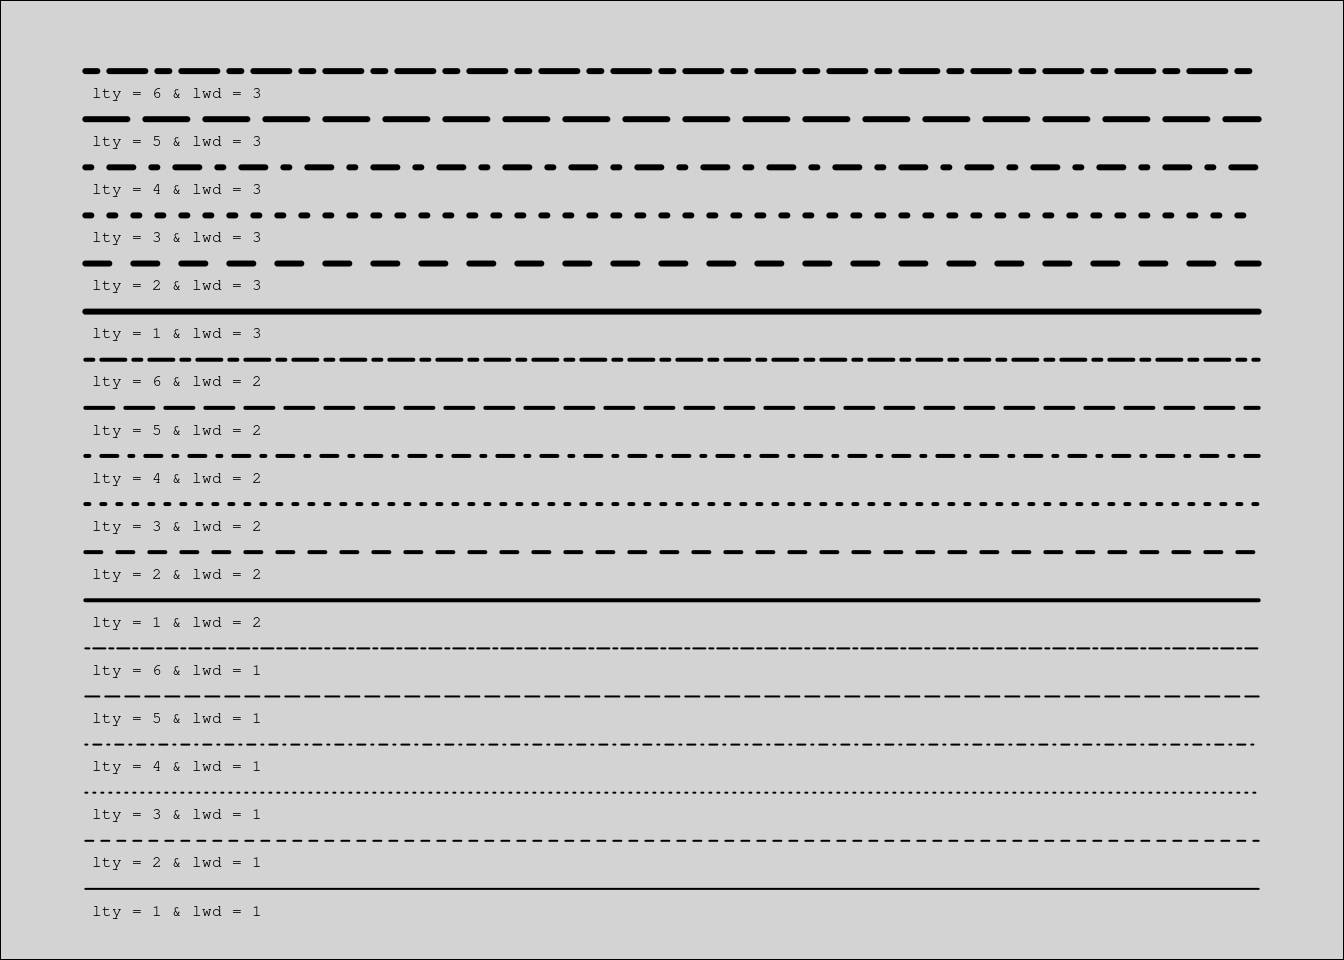 lty = 6 & lwd = 3
lty = 5 & lwd = 3
lty = 4 & lwd = 3
lty = 3 & lwd = 3
lty = 2 & lwd = 3
lty = 1 & lwd = 3
lty = 6 & lwd = 2
lty = 5 & lwd = 2
lty = 4 & lwd = 2
lty = 3 & lwd = 2
lty = 2 & lwd = 2
lty = 1 & lwd = 2
lty = 6 & lwd = 1
lty = 5 & lwd = 1
lty = 4 & lwd = 1
lty = 3 & lwd = 1
lty = 2 & lwd = 1
lty = 1 & lwd = 1